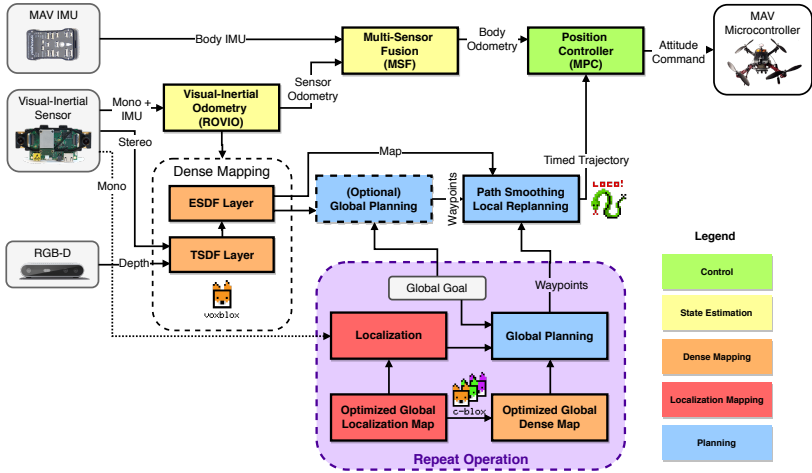 MAV IMU
Body IMU
Multi-Sensor
Fusion
(MSF)
Body
Odometry
Position
Controller
(MPC)
Attitude
Command
MAV
Microcontroller
Visual-Inertial
Sensor
Mono +
IMU
Visual-Inertial
Odometry
(ROVIO)
Sensor
Odometry
Stereo
Mono
Dense Mapping
ESDF Layer
TSDF Layer
voxblox
Map
(Optional)
Global Planning
Waypoints
Path Smoothing
Local Replanning
Timed Trajectory
LOCO!
RGB-D
Depth
Global Goal
Waypoints
Localization
Global Planning
Optimized Global
Localization Map
c-blox
Optimized Global
Dense Map
Repeat Operation
Legend
Control
State Estimation
Dense Mapping
Localization Mapping
Planning